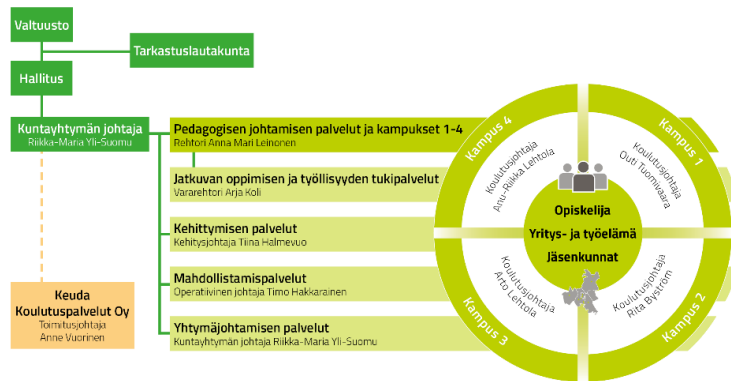 Valtuusto
Tarkastuslautakunta
Hallitus
Kuntayhtymän johtaja
Riikka-Maria Yli-Suomu
Pedagogisen johtamisen palvelut ja kampukset 1-4
Rehtori Anna Mari Leinonen
Jatkuvan oppimisen ja työllisyyden tukipalvelut
Vararehtori Arja Koli
Kehittymisen palvelut
Kehitysjohtaja Tiina Halmevuo
Mahdollistamispalvelut
Operatiivinen johtaja Timo Hakkarainen
Yhtymäjohtamisen palvelut
Kuntayhtymän johtaja Riikka-Maria Yli-Suomu
Keuda
Koulutuspalvelut Oy
Toimitusjohtaja
Anne Vuorinen
Kampus 4
Koulutusjohtaja
Anu-Riikka Lehtola
Kampus 1
Koulutusjohtaja
Outi Tuomivaara
Opiskelija
Yritys- ja työelämä
Jäsenkunnat
Koulutusjohtaja
Arto Lehtola
Kampus 3
Koulutusjohtaja
Rita Byström
Kampus 2